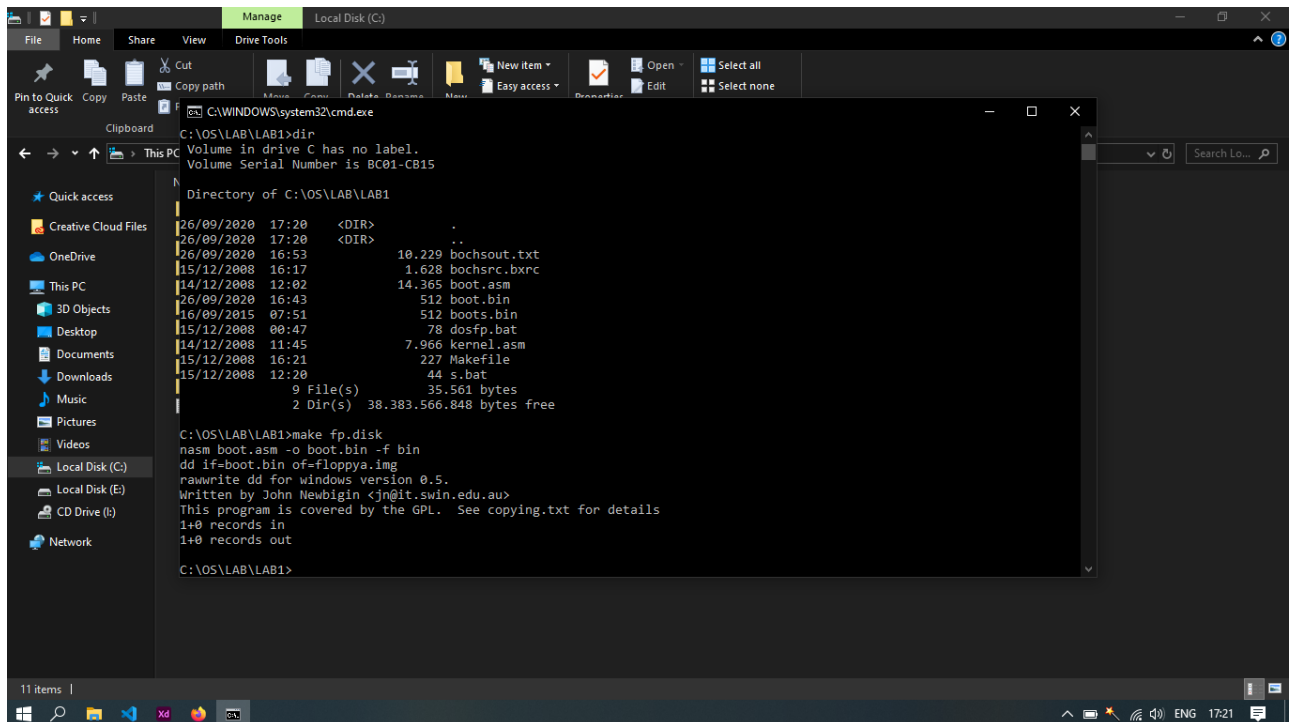 Manage
Local Disk (C:)
File Home Share View Drive Tools
Cut
Copy path
Pin to Quick access
Copy
Paste
New item
Easy access
Open
Edit
Select all
Select none
Clipboard
This PC
Search Lo...
Quick access
Creative Cloud Files
OneDrive
This PC
3D Objects
Desktop
Documents
Downloads
Music
Pictures
Videos
Local Disk (C:)
Local Disk (E:)
CD Drive (I:)
Network
C:\WINDOWS\system32\cmd.exe
C:\OS\LAB\LAB1>dir
Volume in drive C has no label.
Volume Serial Number is BC01-CB15
Directory of C:\OS\LAB\LAB1
26/09/2020 17:20 <DIR> .
26/09/2020 17:20 <DIR> ..
26/09/2020 16:53 10.229 bochsout.txt
15/12/2008 16:17 1.628 bochsrc.bxrc
14/12/2008 12:02 14.365 boot.asm
26/09/2020 16:43 512 boot.bin
16/09/2015 07:51 512 boots.bin
15/12/2008 00:47 78 dosfp.bat
14/12/2008 11:45 7.966 kernel.asm
15/12/2008 16:21 227 Makefile
15/12/2008 12:20 44 s.bat
9 File(s) 35.561 bytes
2 Dir(s) 38.383.566.848 bytes free
C:\OS\LAB\LAB1>make fp.disk
nasm boot.asm -o boot.bin -f bin
dd if=boot.bin of=floppya.img
rawwrite dd for windows version 0.5.
Written by John Newbigin <jn@it.swin.edu.au>
This program is covered by the GPL. See copying.txt for details
1+0 records in
1+0 records out
C:\OS\LAB\LAB1>
11 items
Xd
ENG 17:21